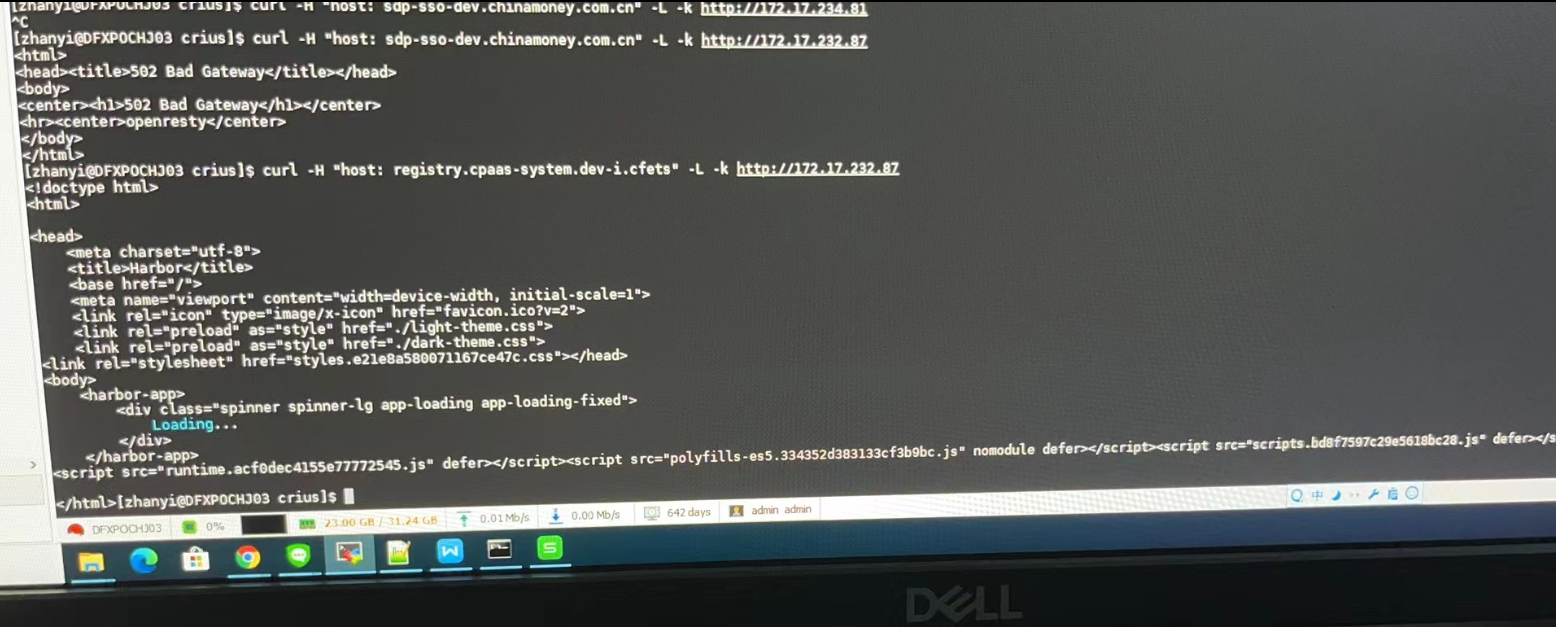 [zhanyi@DFXPOCHJ03 crius]$ curl -H "host: sdp-sso-dev.chinamoney.com.cn" -L -k http://172.17.234.81
^C
[zhanyi@DFXPOCHJ03 crius]$ curl -H "host: sdp-sso-dev.chinamoney.com.cn" -L -k http://172.17.232.87
<html>
<head><title>502 Bad Gateway</title></head>
<body>
<center><h1>502 Bad Gateway</h1></center>
<hr><center>openresty</center>
</body>
</html>
[zhanyi@DFXPOCHJ03 crius]$ curl -H "host: registry.cpaas-system.dev-i.cfets" -L -k http://172.17.232.87
<!doctype html>
<html>
<head>
<meta charset="utf-8">
<title>Harbor</title>
<base href="/">
<meta name="viewport" content="width=device-width, initial-scale=1">
<link rel="icon" type="image/x-icon" href="favicon.ico?v=2">
<link rel="preload" as="style" href="./light-theme.css">
<link rel="preload" as="style" href="./dark-theme.css">
<link rel="stylesheet" href="styles.e21e8a580071167ce47c.css"></head>
<body>
<harbor-app>
<div class="spinner spinner-lg app-loading app-loading-fixed">
Loading...
</div>
</harbor-app>
<script src="runtime.acf0dec4155e77772545.js" defer></script><script src="polyfills-es5.334352d383133cf3b9bc.js" nomodule defer></script><script src="scripts.bd8f7597c29e5618bc28.js" defer></s
</html>[zhanyi@DFXPOCHJ03 crius]$
DFXPOCHJ03 0% 23.00 GB / 31.24 GB 0.01 Mb/s 0.00 Mb/s 642 days admin admin
中
DELL